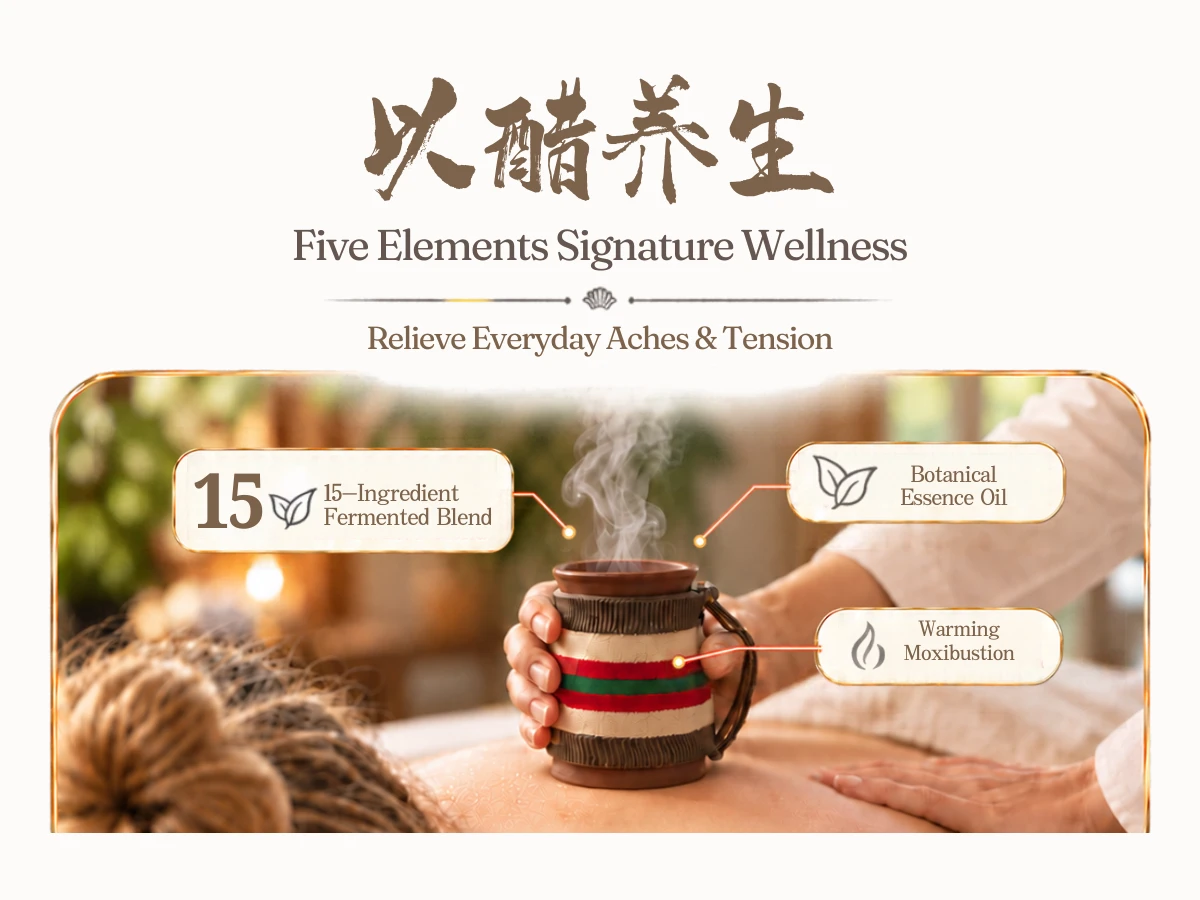 以醋养生
Five Elements Signature Wellness
Relieve Everyday Aches & Tension
15
15–Ingredient
Fermented Blend
Botanical
Essence Oil
Warming
Moxibustion